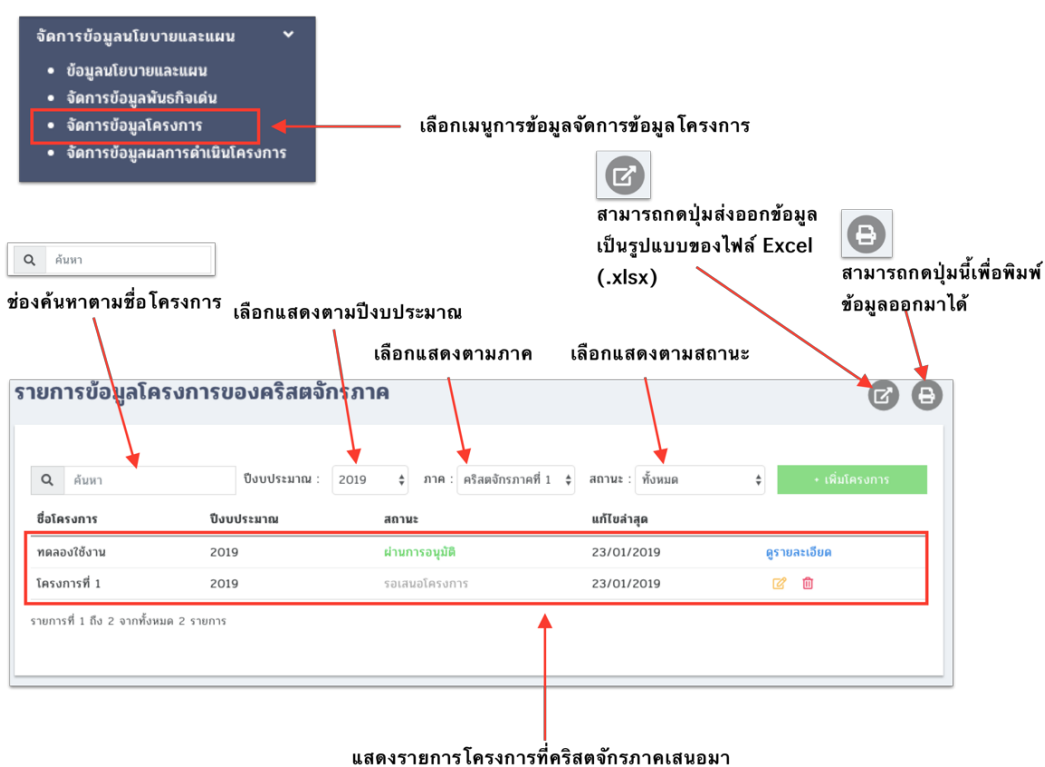 จัดการข้อมูลนโยบายและแผน
• ข้อมูลนโยบายและแผน
• จัดการข้อมูลพันธกิจเด่น
• จัดการข้อมูลโครงการ
• จัดการข้อมูลผลการดำเนินโครงการ
เลือกเมนูการข้อมูลจัดการข้อมูลโครงการ
สามารถกดปุ่มส่งออกข้อมูล
เป็นรูปแบบของไฟล์ Excel
(.xlsx)
สามารถกดปุ่มนี้เพื่อพิมพ์
ข้อมูลออกมาได้
ค้นหา
ช่องค้นหาตามชื่อโครงการ
เลือกแสดงตามปีงบประมาณ
เลือกแสดงตามภาค
เลือกแสดงตามสถานะ
รายการข้อมูลโครงการของคริสตจักรภาค
ค้นหา ปีงบประมาณ : 2019 ภาค : คริสตจักรภาคที่ 1 สถานะ : ทั้งหมด + เพิ่มโครงการ
ชื่อโครงการ ปีงบประมาณ สถานะ แก้ไขล่าสุด
ทดลองใช้งาน 2019 ผ่านการอนุมัติ 23/01/2019 ดูรายละเอียด
โครงการที่ 1 2019 รอเสนอโครงการ 23/01/2019
รายการที่ 1 ถึง 2 จากทั้งหมด 2 รายการ
แสดงรายการโครงการที่คริสตจักรภาคเสนอมา